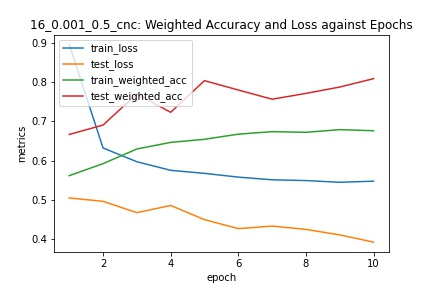 16_0.001_0.5_cnc: Weighted Accuracy and Loss against Epochs
0.9
0.8
0.7
0.6
0.5
0.4
metrics
train_loss
test_loss
train_weighted_acc
test_weighted_acc
2
4
6
8
10
epoch